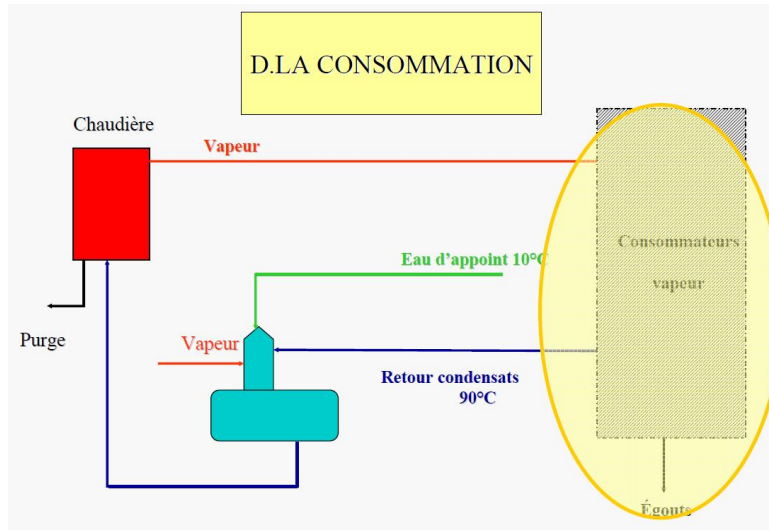 D.LA CONSOMMATION
Chaudière
Vapeur
Consommateurs
vapeur
Eau d'appoint 10°C
Purge
Vapeur
Retour condensats
90°C
Égouts